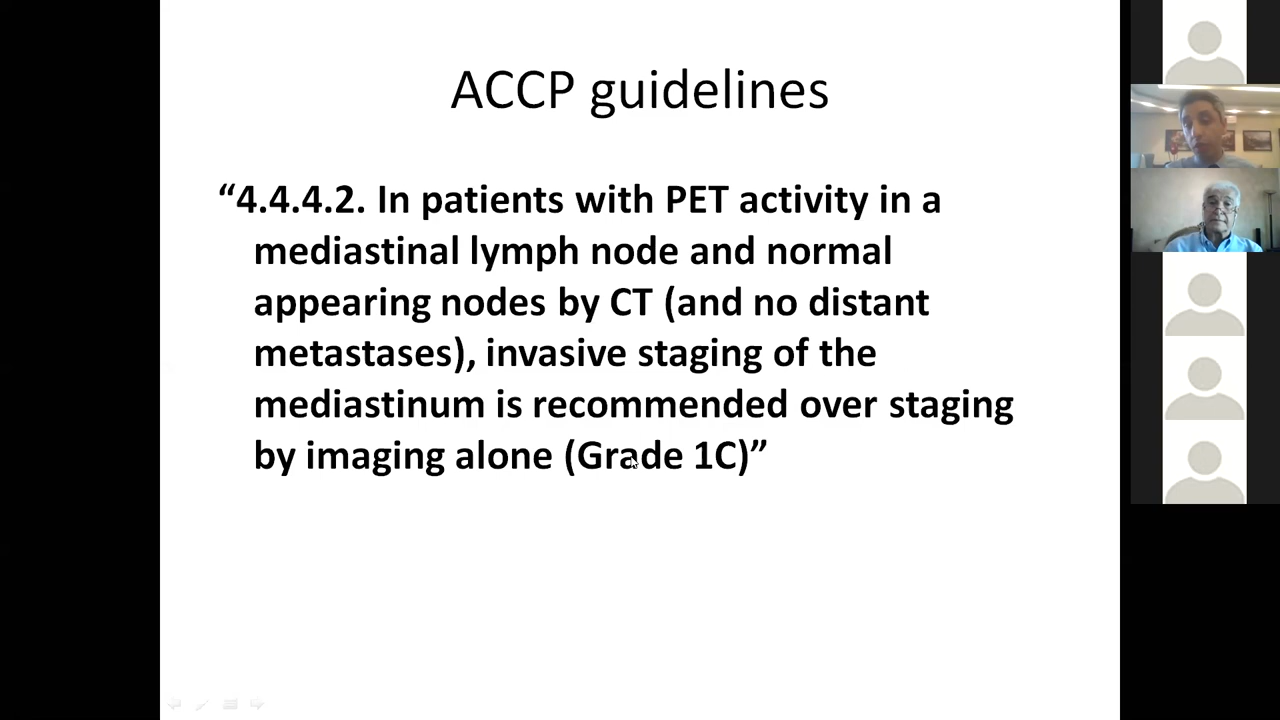 ACCP guidelines
“4.4.4.2. In patients with PET activity in a
mediastinal lymph node and normal
appearing nodes by CT (and no distant
metastases), invasive staging of the
mediastinum is recommended over staging
by imaging alone (Grade 1C)”